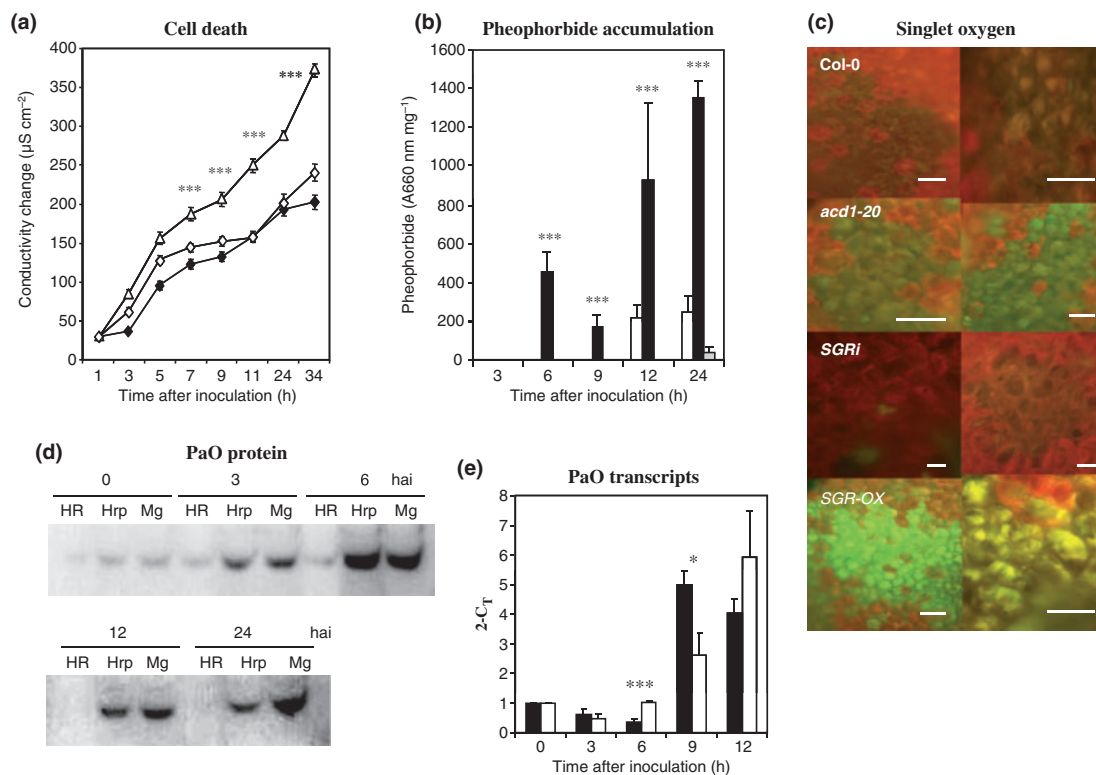 (a)
Cell death
Conductivity change (µS cm⁻²)
400
350
300
250
200
150
100
50
0
***
***
***
***
***
1 3 5 7 9 11 24 34
Time after inoculation (h)
(b)
Pheophorbide accumulation
Pheophorbide (A660 nm mg⁻¹)
1600
1400
1200
1000
800
600
400
200
0
***
***
***
***
3 6 9 12 24
Time after inoculation (h)
(c)
Singlet oxygen
Col-0
acd1-20
SGRi
SGR-OX
(d)
PaO protein
0 3 6 hai
HR Hrp Mg HR Hrp Mg HR Hrp Mg
12 24 hai
HR Hrp Mg HR Hrp Mg
(e)
PaO transcripts
2-C_T
8
7
6
5
4
3
2
1
0
***
*
0 3 6 9 12
Time after inoculation (h)